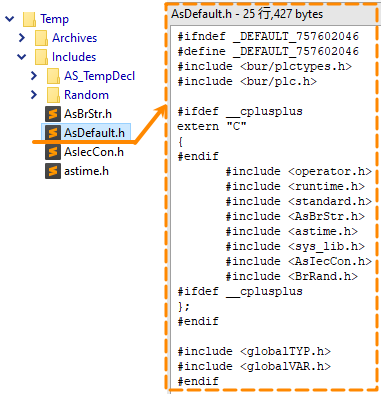 Temp
Archives
Includes
AS_TempDecl
Random
AsBrStr.h
AsDefault.h
AsIecCon.h
astime.h
AsDefault.h - 25 行,427 bytes
#ifndef _DEFAULT_757602046
#define _DEFAULT_757602046
#include <bur/plctypes.h>
#include <bur/plc.h>
#ifdef __cplusplus
extern "C"
{
#endif
#include <operator.h>
#include <runtime.h>
#include <standard.h>
#include <AsBrStr.h>
#include <astime.h>
#include <sys_lib.h>
#include <AsIecCon.h>
#include <BrRand.h>
#ifdef __cplusplus
};
#endif
#include <globalTYP.h>
#include <globalVAR.h>
#endif